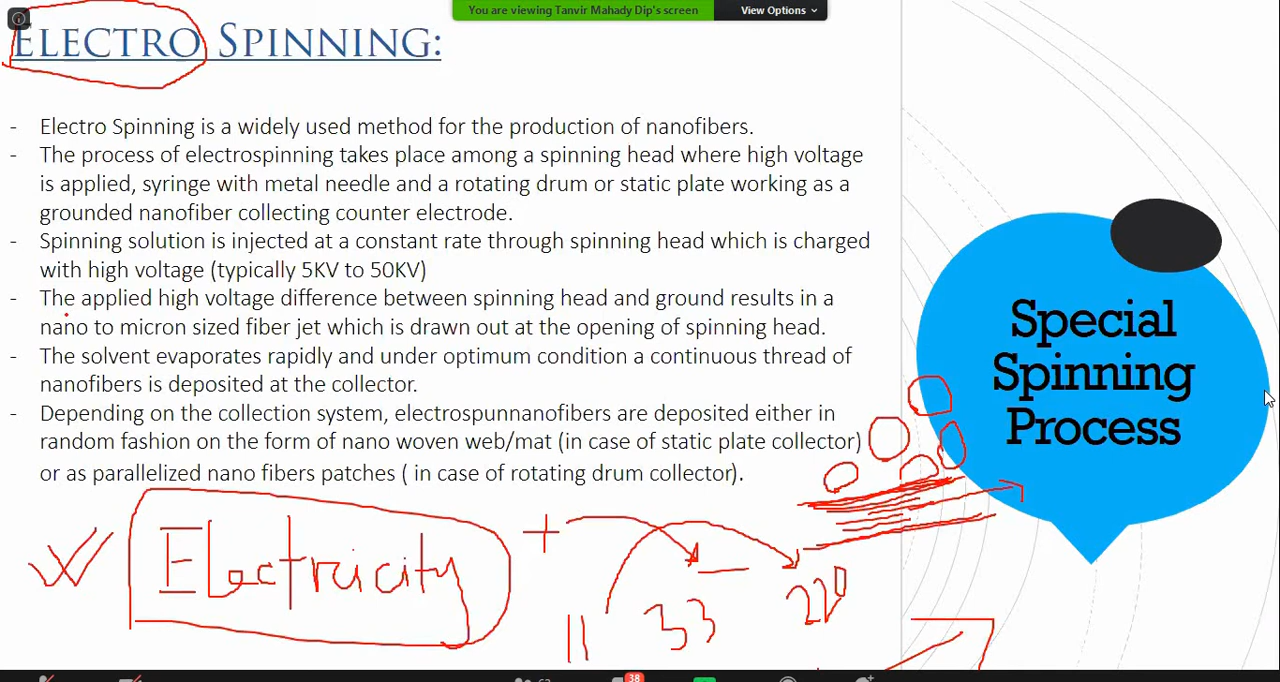 You are viewing Tanvir Mahady Dip's screen
View Options
ELECTRO SPINNING:
- Electro Spinning is a widely used method for the production of nanofibers.
- The process of electrospinning takes place among a spinning head where high voltage
is applied, syringe with metal needle and a rotating drum or static plate working as a
grounded nanofiber collecting counter electrode.
- Spinning solution is injected at a constant rate through spinning head which is charged
with high voltage (typically 5KV to 50KV)
- The applied high voltage difference between spinning head and ground results in a
nano to micron sized fiber jet which is drawn out at the opening of spinning head.
- The solvent evaporates rapidly and under optimum condition a continuous thread of
nanofibers is deposited at the collector.
- Depending on the collection system, electrospunnanofibers are deposited either in
random fashion on the form of nano woven web/mat (in case of static plate collector)
or as parallelized nano fibers patches ( in case of rotating drum collector).
Special
Spinning
Process
Electricity
+ -
11 33 220
38